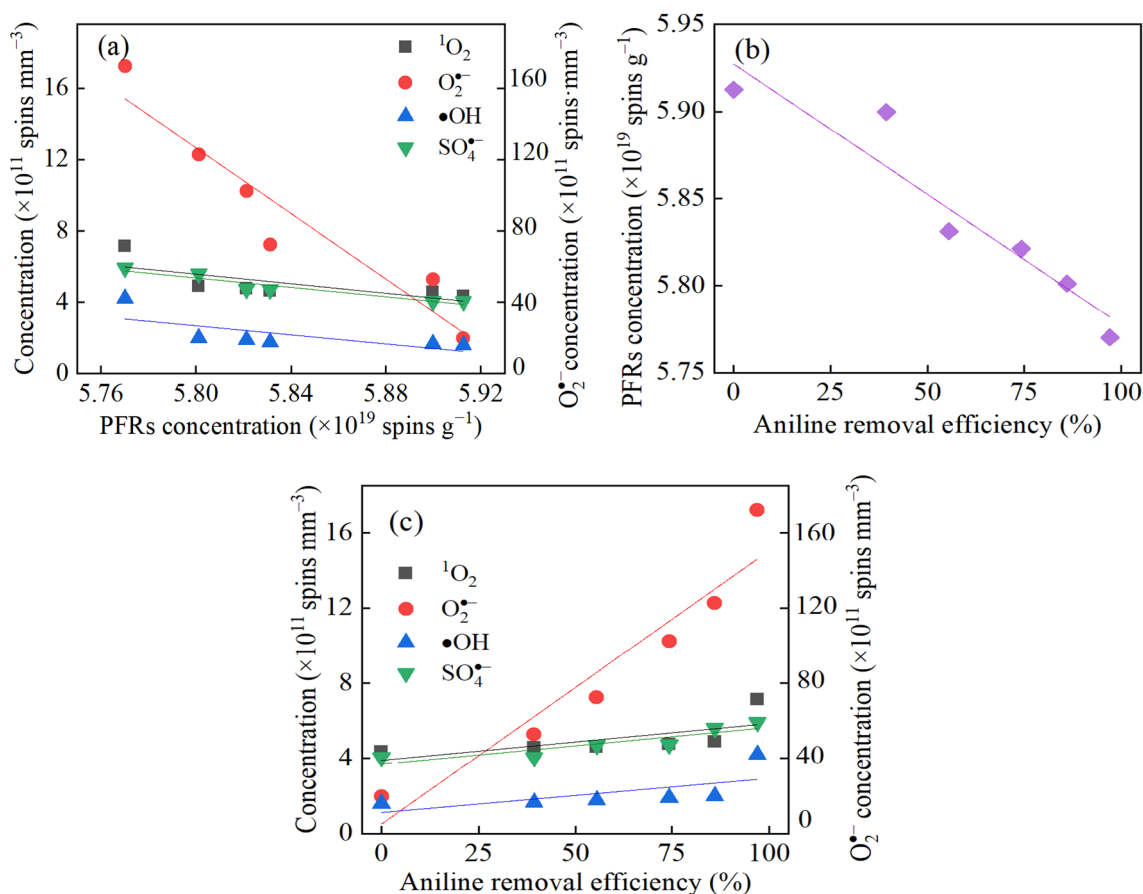 (a)
Concentration (×10¹¹ spins mm⁻³)
16
12
8
4
0
¹O₂
O₂•⁻
●OH
SO₄•⁻
160
120
80
40
0
O₂•⁻ concentration (×10¹¹ spins·mm⁻³)
5.76 5.80 5.84 5.88 5.92
PFRs concentration (×10¹⁹ spins g⁻¹)
(b)
PFRs concentration (×10¹⁹ spins g⁻¹)
5.95
5.90
5.85
5.80
5.75
0 25 50 75 100
Aniline removal efficiency (%)
(c)
Concentration (×10¹¹ spins mm⁻³)
16
12
8
4
0
¹O₂
O₂•⁻
●OH
SO₄•⁻
160
120
80
40
0
O₂•⁻ concentration (×10¹¹ spins mm⁻³)
0 25 50 75 100
Aniline removal efficiency (%)